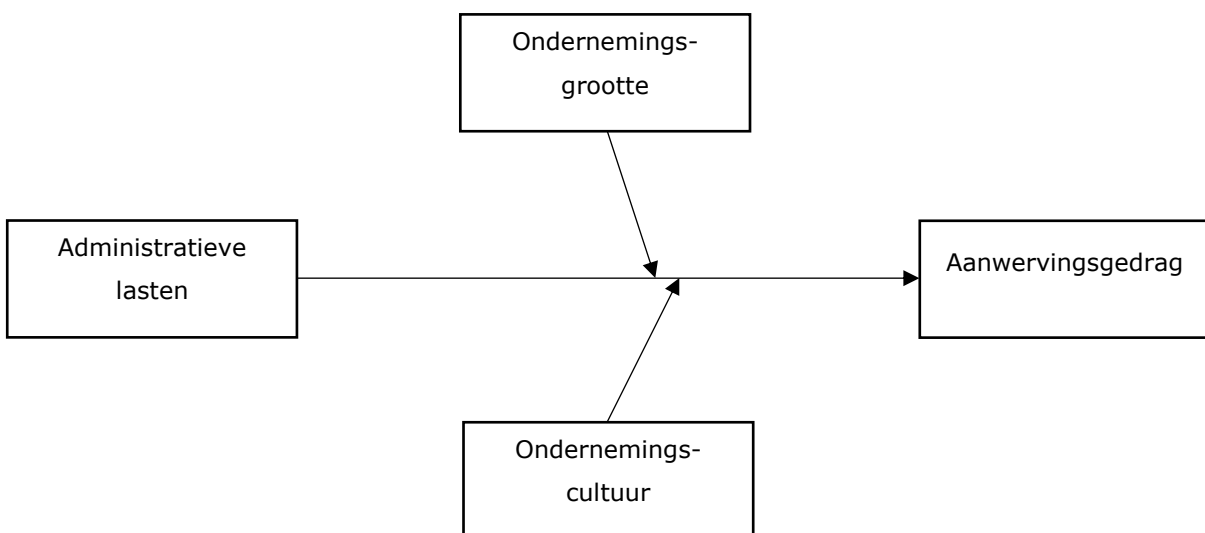 Ondernemings-
grootte
Administratieve
lasten
Aanwervingsgedrag
Ondernemings-
cultuur